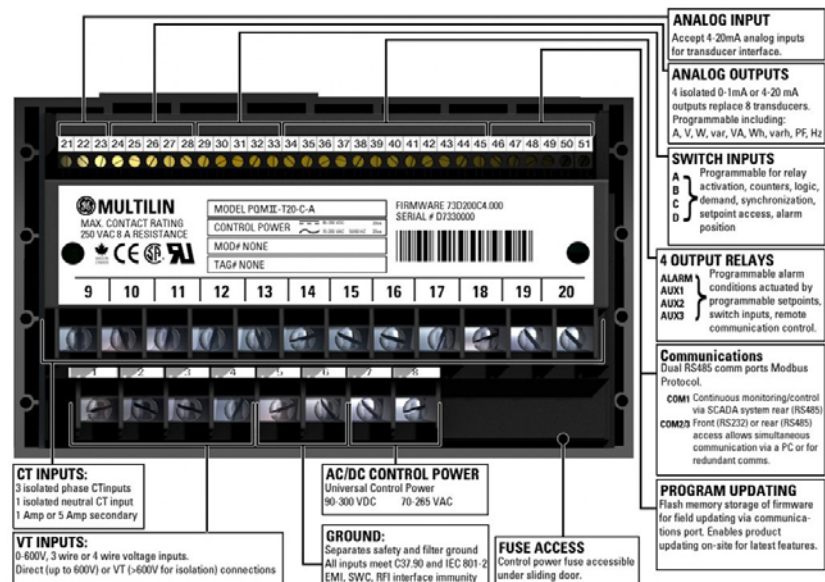 ANALOG INPUT
Accept 4-20mA analog inputs
for transducer interface.
ANALOG OUTPUTS
4 isolated 0-1mA or 4-20 mA
outputs replace 8 transducers.
Programmable including:
A, V, W, var, VA, Wh, varh, PF, Hz
SWITCH INPUTS
A
B
C
D
Programmable for relay
activation, counters, logic,
demand, synchronization,
setpoint access, alarm
position
4 OUTPUT RELAYS
ALARM
AUX1
AUX2
AUX3
Programmable alarm
conditions actuated by
programmable setpoints,
switch inputs, remote
communication control.
Communications
Dual RS485 comm ports Modbus
Protocol.
COM1 Continuous monitoring/control
via SCADA system rear (RS485)
COM2/3 Front (RS232) or rear (RS485)
access allows simultaneous
communication via a PC or for
redundant comms.
PROGRAM UPDATING
Flash memory storage of firmware
for field updating via communica-
tions port. Enables product
updating on-site for latest features.
21 22 23 24 25 26 27 28 29 30 31 32 33 34 35 36 37 38 39 40 41 42 43 44 45 46 47 48 49 50 51
GE MULTILIN
MAX. CONTACT RATING
250 VAC 8 A RESISTANCE
CE
MODEL PQMII-T20-C-A
CONTROL POWER
MOD# NONE
TAG# NONE
FIRMWARE 73D200C4.000
SERIAL # D7330000
9 10 11 12 13 14 15 16 17 18 19 20
1 2 3 4 5 6 7 8
CT INPUTS:
3 isolated phase CTinputs
1 isolated neutral CT input
1 Amp or 5 Amp secondary
VT INPUTS:
0-600V, 3 wire or 4 wire voltage inputs.
Direct (up to 600V) or VT (>600V for isolation) connections
AC/DC CONTROL POWER
Universal Control Power
90-300 VDC 70-265 VAC
GROUND:
Separates safety and filter ground
All inputs meet C37.90 and IEC 801-2
EMI, SWC, RFI interface immunity
FUSE ACCESS
Control power fuse accessible
under sliding door.